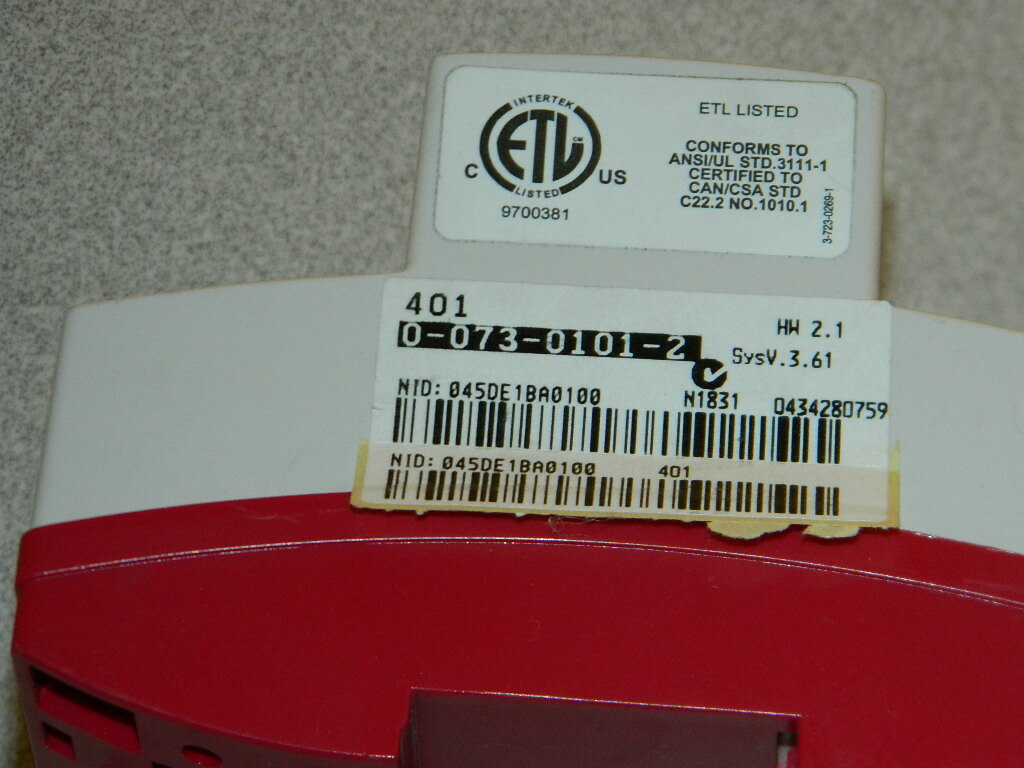 INTERTEK
ETL CM
LISTED
C US
9700381
ETL LISTED
CONFORMS TO
ANSI/UL STD.3111-1
CERTIFIED TO
CAN/CSA STD
C22.2 NO.1010.1
3-723-0269-1
401
0-073-0101-2
HW 2.1
SysV.3.61
NID: 045DE1BA0100 N1831 0434280759
NID: 045DE1BA0100 401